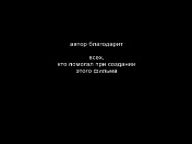 автор благодарит
всех,
кто помогал при создании
этого фильма